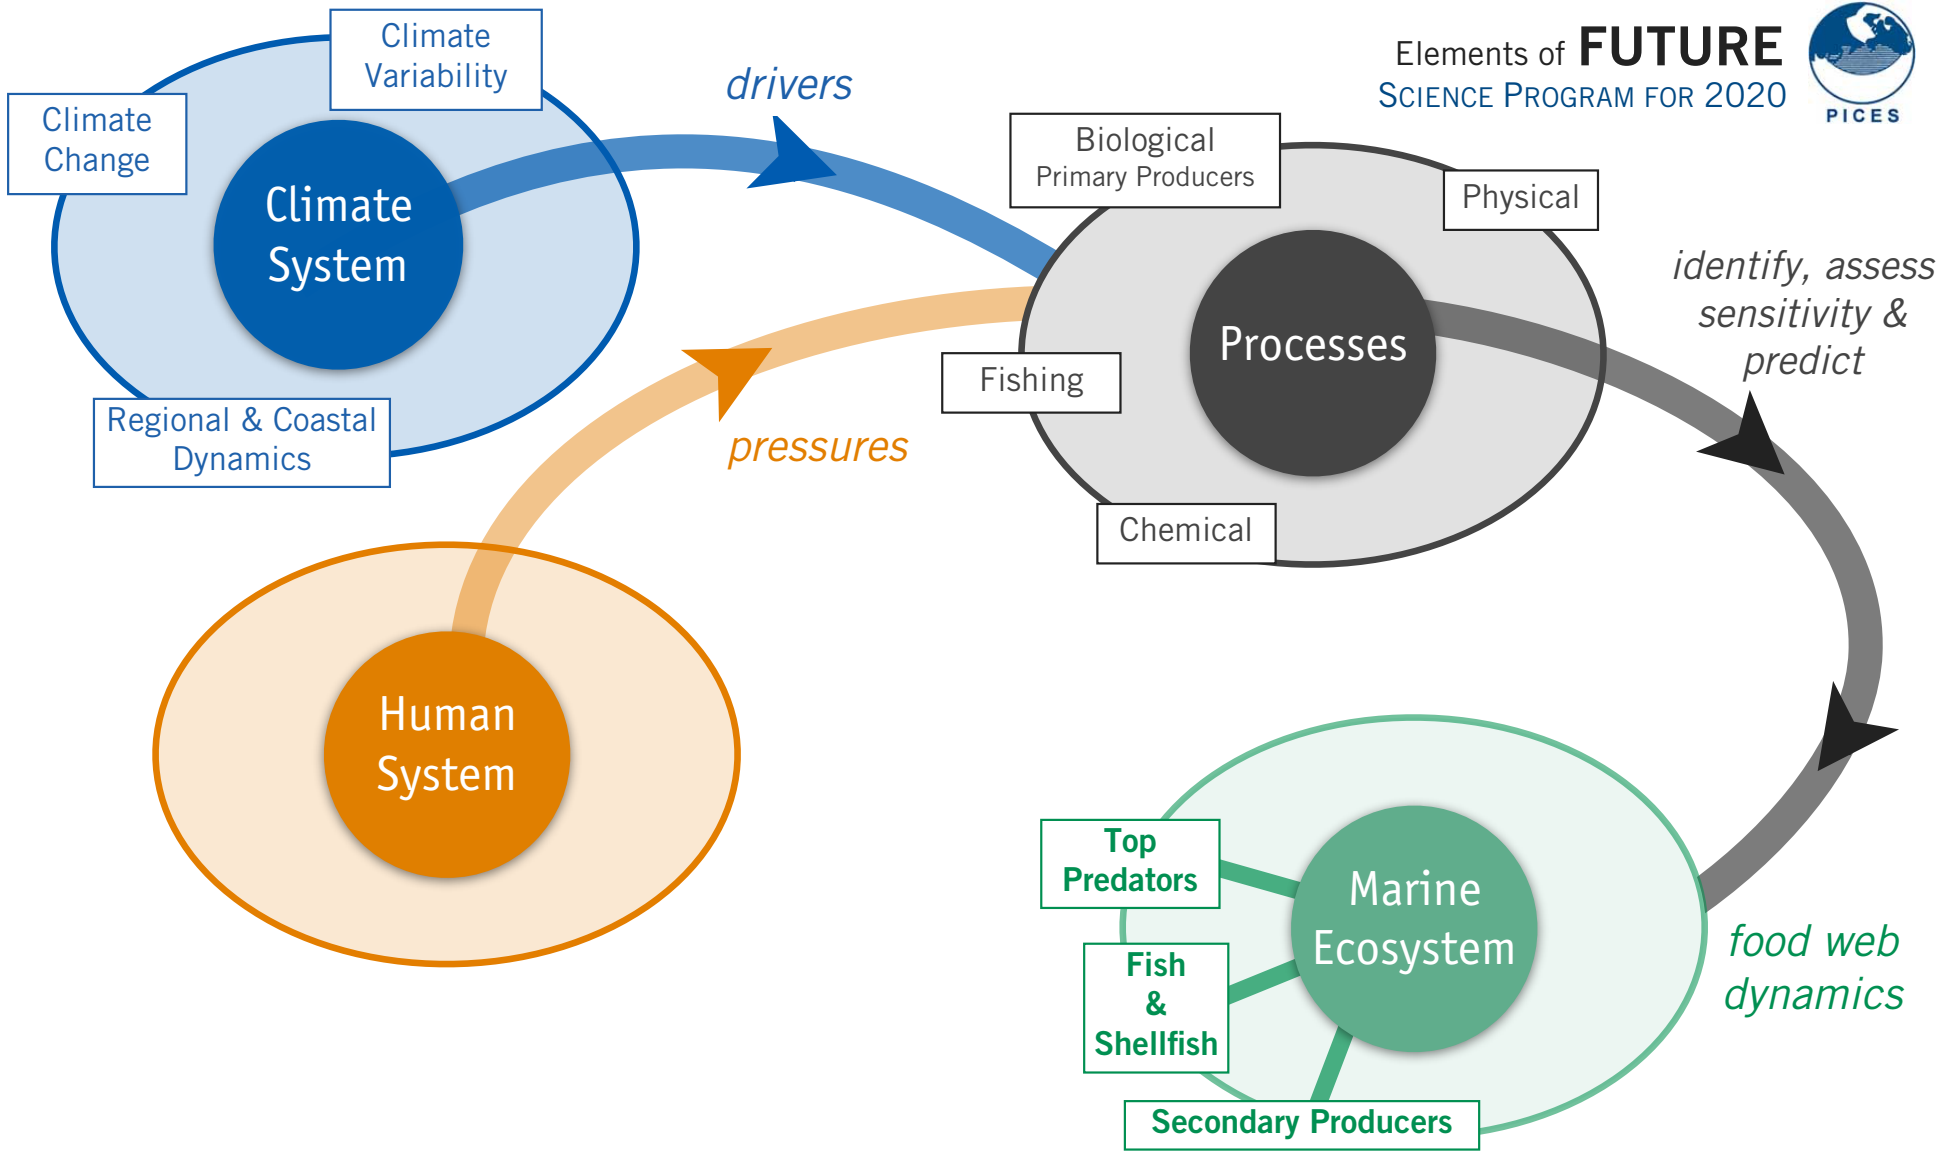 Elements of FUTURE
SCIENCE PROGRAM FOR 2020
PICES
Climate
Variability
Climate
Change
Climate
System
Regional & Coastal
Dynamics
drivers
Biological
Primary Producers
Physical
Processes
Fishing
Chemical
identify, assess
sensitivity &
predict
pressures
Human
System
Top
Predators
Fish
&
Shellfish
Secondary Producers
Marine
Ecosystem
food web
dynamics